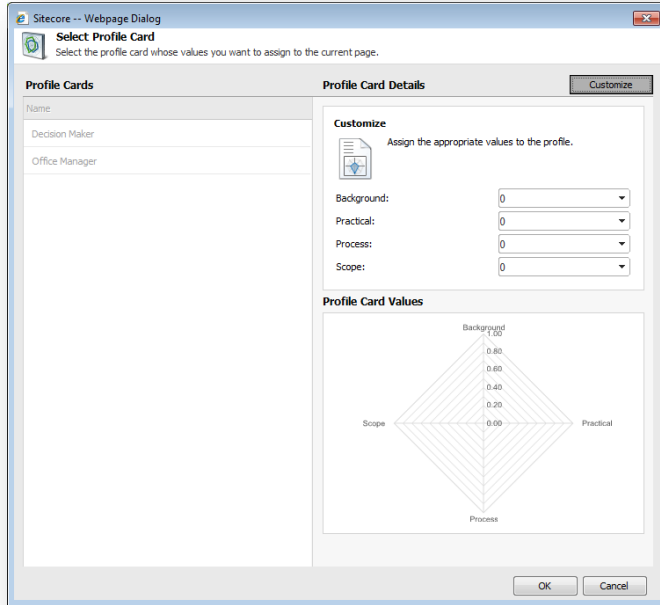 Sitecore -- Webpage Dialog
Select Profile Card
Select the profile card whose values you want to assign to the current page.
Profile Cards
Name
Decision Maker
Office Manager
Profile Card Details
Customize
Customize
Assign the appropriate values to the profile.
Background: 0
Practical: 0
Process: 0
Scope: 0
Profile Card Values
Background
1.00
0.80
0.60
0.40
0.20
Scope 0.00 Practical
Process
OK Cancel